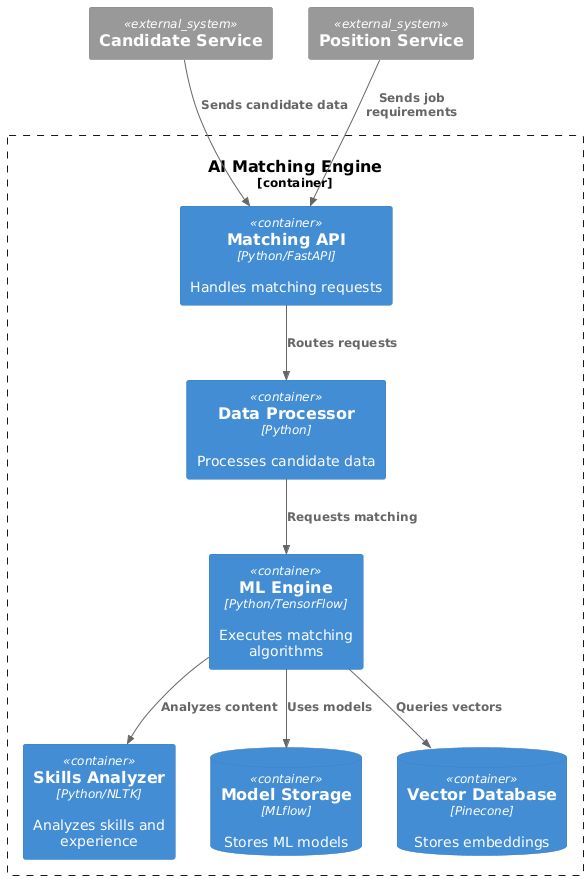 «external_system»
Candidate Service
«external_system»
Position Service
Sends candidate data
Sends job
requirements
AI Matching Engine
[container]
«container»
Matching API
[Python/FastAPI]
Handles matching requests
Routes requests
«container»
Data Processor
[Python]
Processes candidate data
Requests matching
«container»
ML Engine
[Python/TensorFlow]
Executes matching
algorithms
Analyzes content
Uses models
Queries vectors
«container»
Skills Analyzer
[Python/NLTK]
Analyzes skills and
experience
«container»
Model Storage
[MLflow]
Stores ML models
«container»
Vector Database
[Pinecone]
Stores embeddings